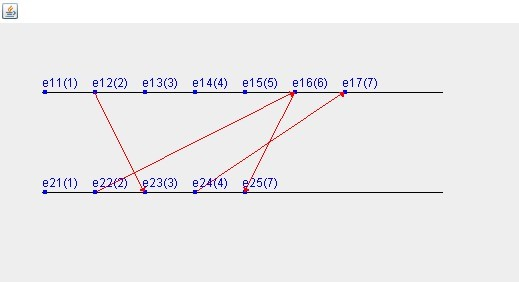 e11(1) e12(2) e13(3) e14(4) e15(5) e16(6) e17(7)
e21(1) e22(2) e23(3) e24(4) e25(7)